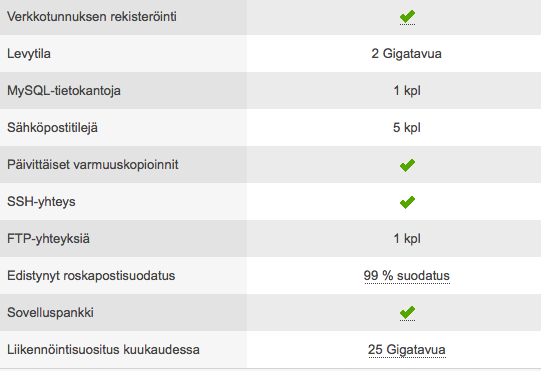 Verkkotunnuksen rekisteröinti
Levytila 2 Gigatavua
MySQL-tietokantoja 1 kpl
Sähköpostitilejä 5 kpl
Päivittäiset varmuuskopioinnit
SSH-yhteys
FTP-yhteyksiä 1 kpl
Edistynyt roskapostisuodatus 99 % suodatus
Sovelluspankki
Liikennöintisuositus kuukaudessa 25 Gigatavua